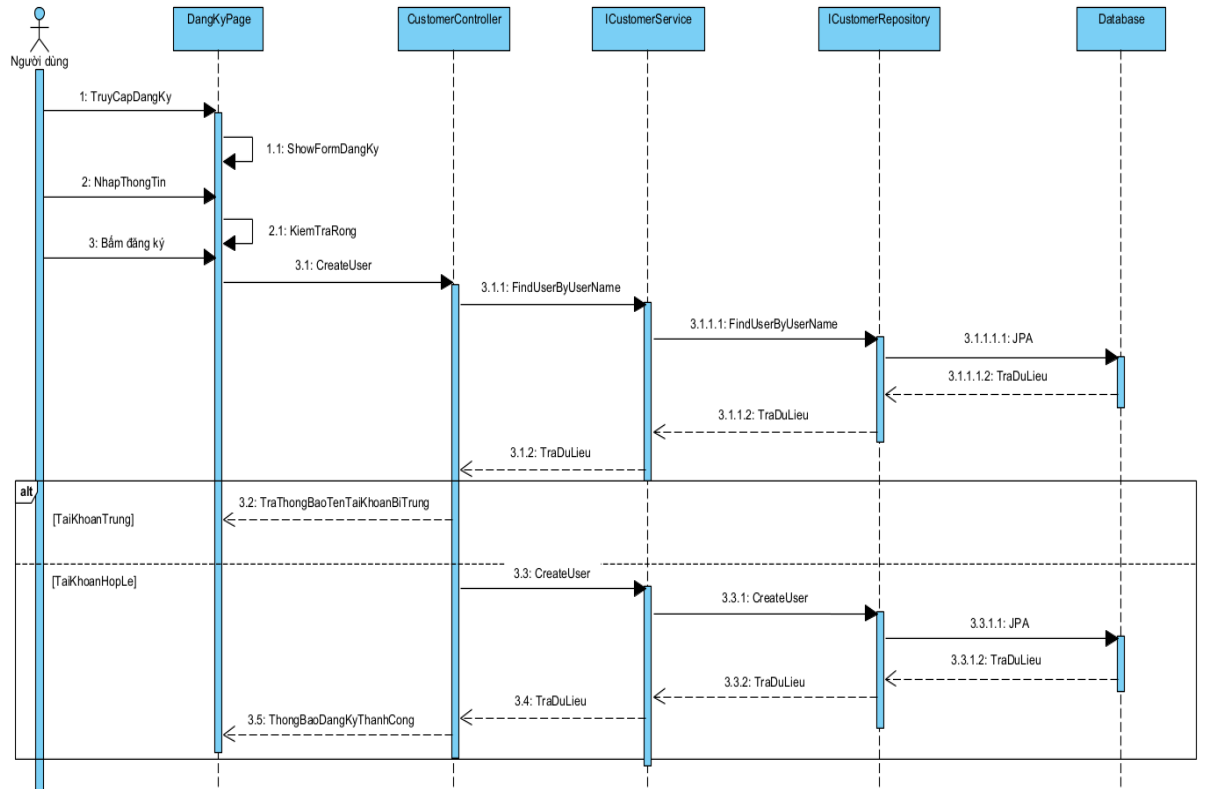 DangKyPage
CustomerController
ICustomerService
ICustomerRepository
Database
Người dùng
1: TruyCapDangKy
1.1: ShowFormDangKy
2: NhapThongTin
2.1: KiemTraRong
3: Bấm đăng ký
3.1: CreateUser
3.1.1: FindUserByUserName
3.1.1.1: FindUserByUserName
3.1.1.1.1: JPA
3.1.1.1.2: TraDuLieu
3.1.1.2: TraDuLieu
3.1.2: TraDuLieu
alt
3.2: TraThongBaoTenTaiKhoanBiTrung
[TaiKhoanTrung]
3.3: CreateUser
[TaiKhoanHopLe]
3.3.1: CreateUser
3.3.1.1: JPA
3.3.1.2: TraDuLieu
3.3.2: TraDuLieu
3.4: TraDuLieu
3.5: ThongBaoDangKyThanhCong